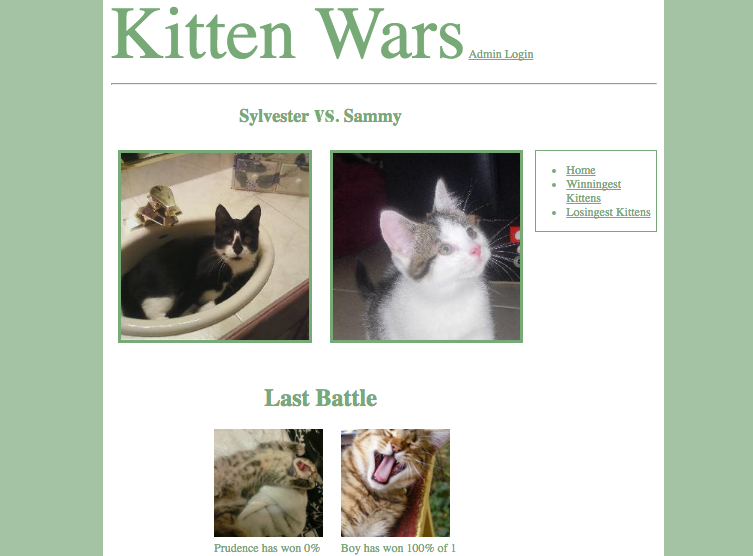 Kitten Wars Admin Login
Sylvester vs. Sammy
Home
Winningest
Kittens
Losingest Kittens
Last Battle
Prudence has won 0%
Boy has won 100% of 1